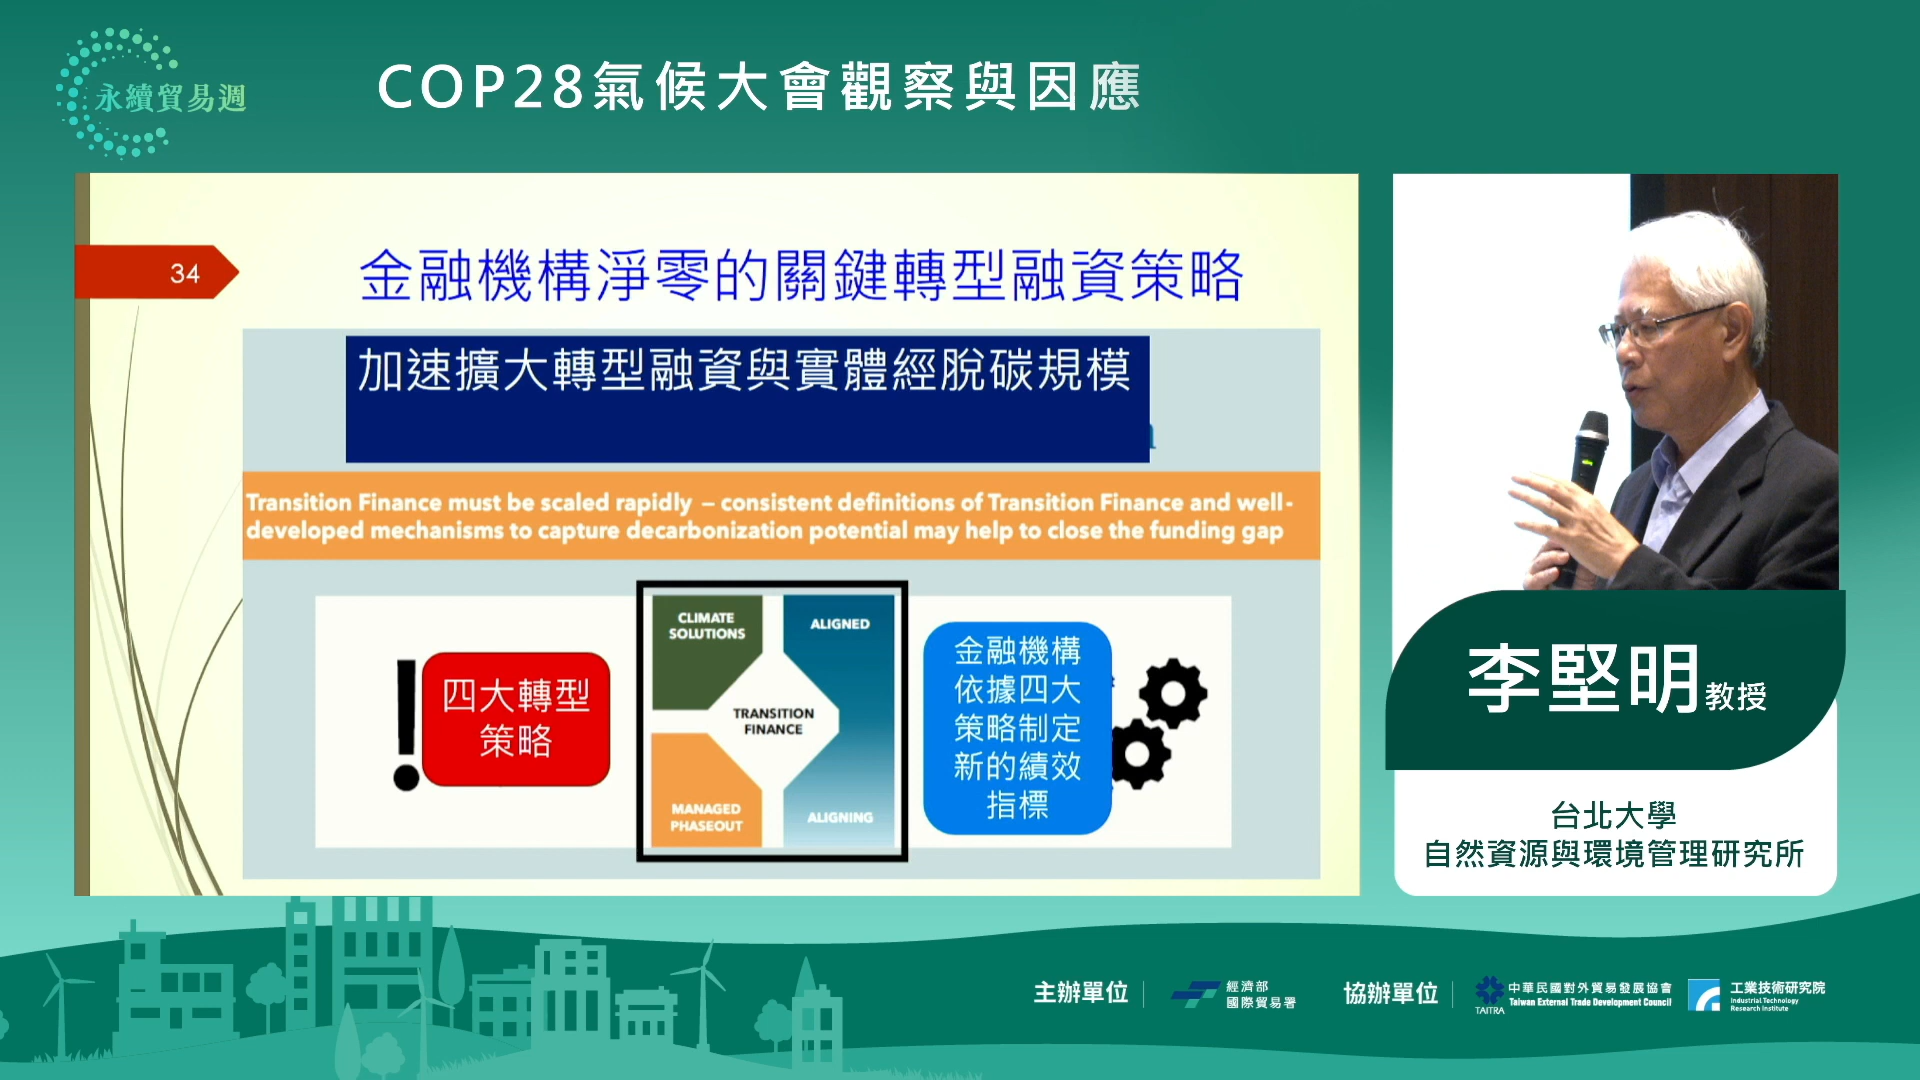 永續貿易週
COP28氣候大會觀察與因應
34
金融機構淨零的關鍵轉型融資策略
加速擴大轉型融資與實體經脫碳規模
Transition Finance must be scaled rapidly – consistent definitions of Transition Finance and well-
developed mechanisms to capture decarbonization potential may help to close the funding gap
四大轉型
策略
CLIMATE
SOLUTIONS
ALIGNED
TRANSITION
FINANCE
MANAGED
PHASEOUT
ALIGNING
金融機構
依據四大
策略制定
新的績效
指標
李堅明教授
台北大學
自然資源與環境管理研究所
主辦單位
經濟部
國際貿易署
協辦單位
TAITRA
中華民國對外貿易發展協會
Taiwan External Trade Development Council
工業技術研究院
Industrial Technology
Research Institute